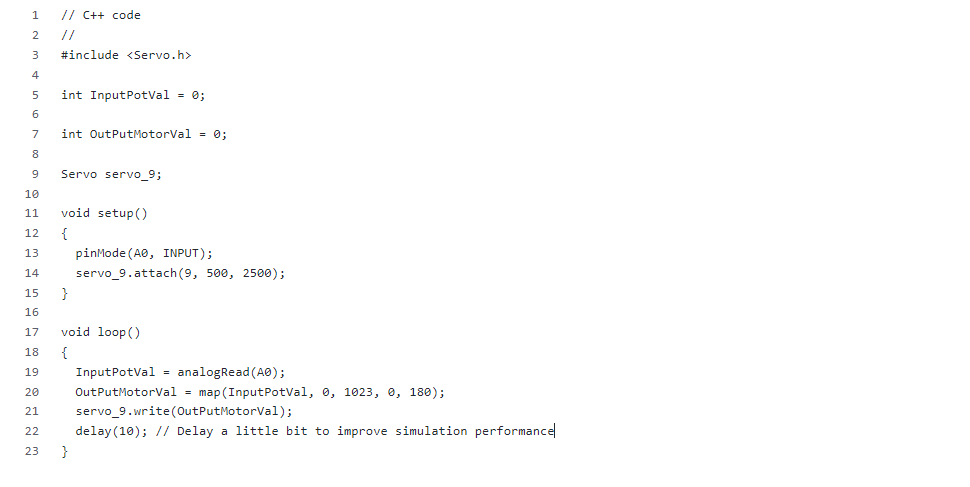 1 // C++ code
2 //
3 #include <Servo.h>
4
5 int InputPotVal = 0;
6
7 int OutPutMotorVal = 0;
8
9 Servo servo_9;
10
11 void setup()
12 {
13   pinMode(A0, INPUT);
14   servo_9.attach(9, 500, 2500);
15 }
16
17 void loop()
18 {
19   InputPotVal = analogRead(A0);
20   OutPutMotorVal = map(InputPotVal, 0, 1023, 0, 180);
21   servo_9.write(OutPutMotorVal);
22   delay(10); // Delay a little bit to improve simulation performance
23 }